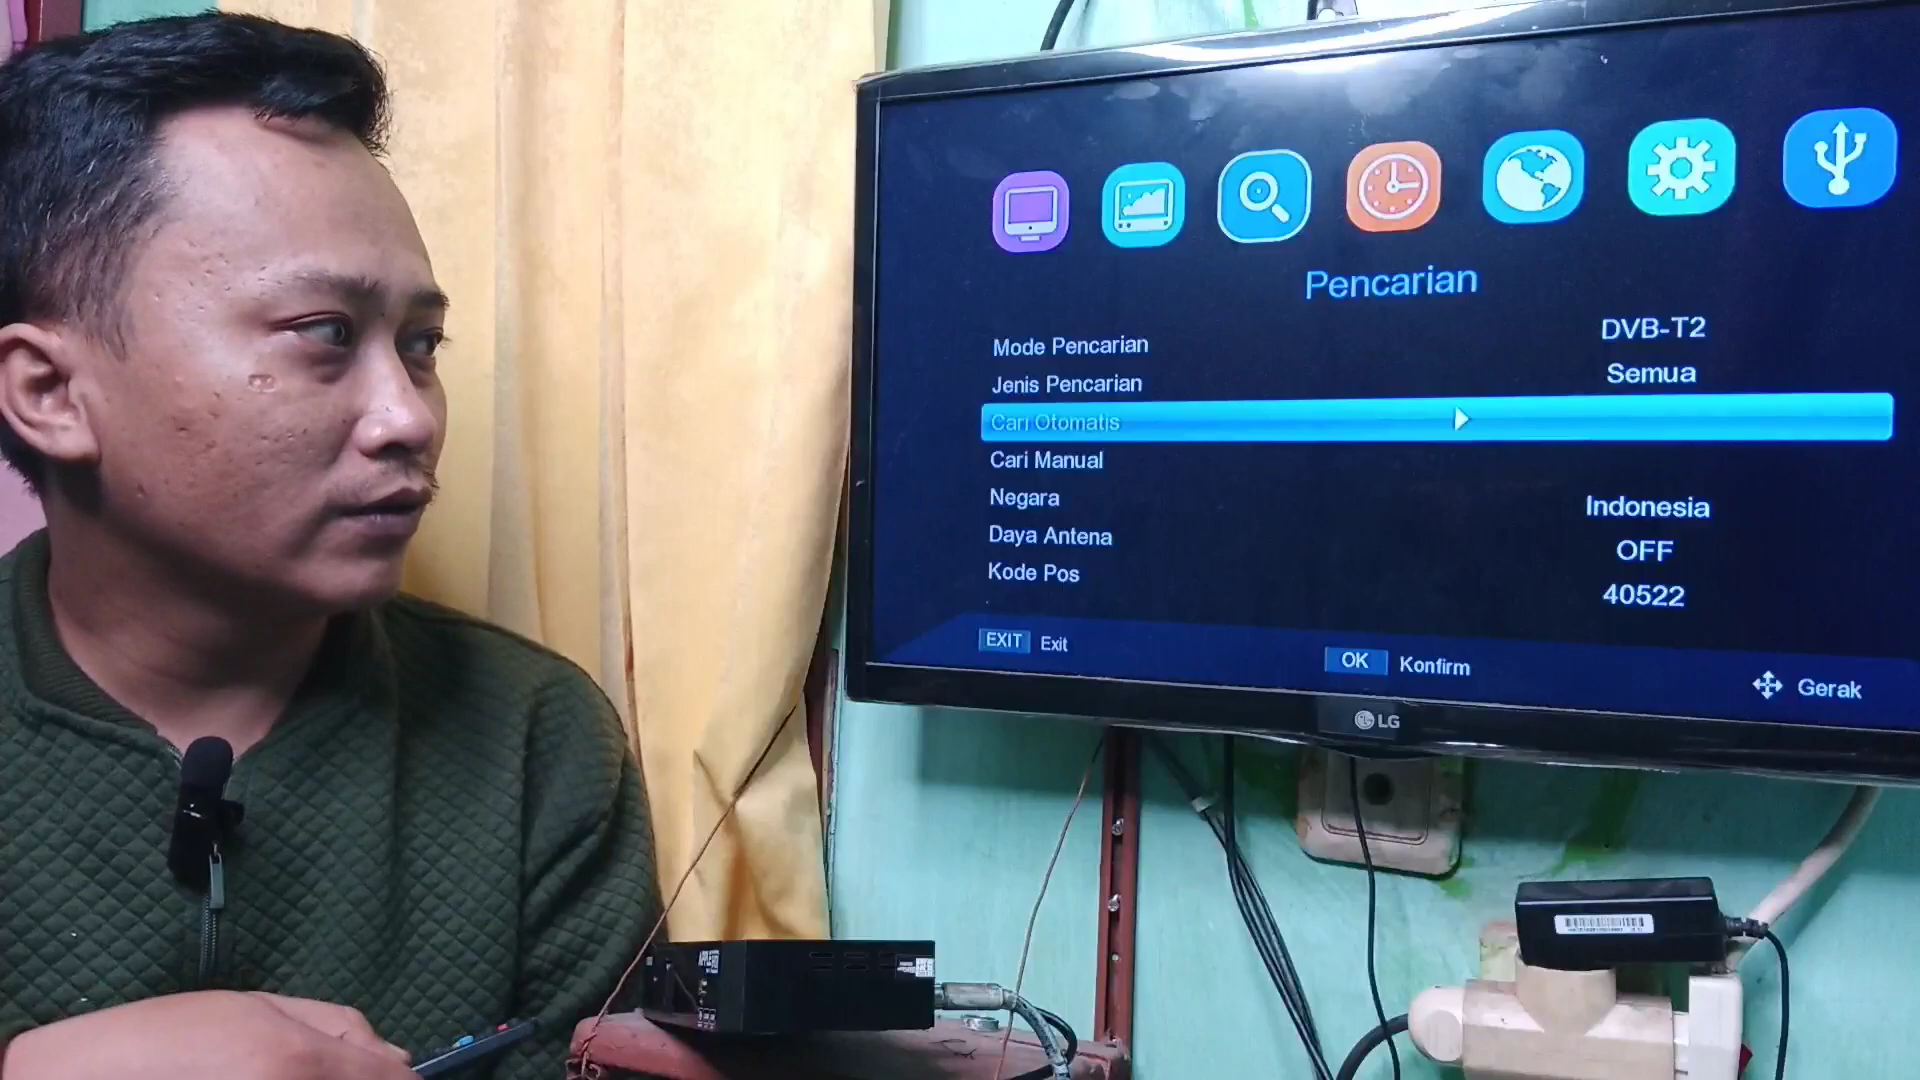 Pencarian
Mode Pencarian DVB-T2
Jenis Pencarian Semua
Cari Otomatis
Cari Manual
Negara Indonesia
Daya Antena OFF
Kode Pos 40522
EXIT Exit OK Konfirm Gerak
LG